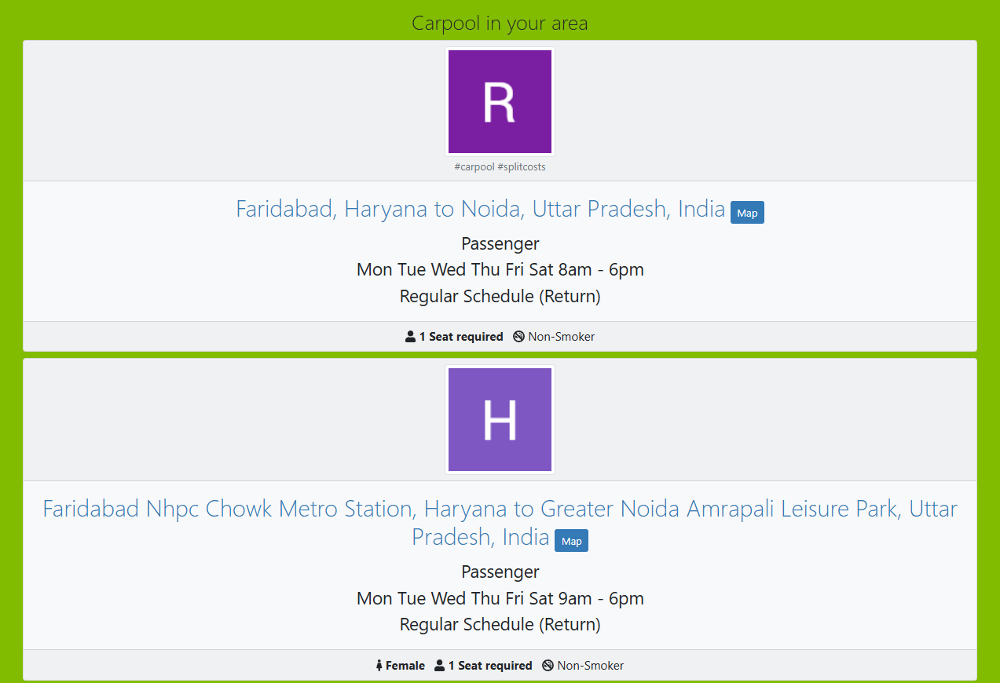 Carpool in your area
R
#carpool #splitcosts
Faridabad, Haryana to Noida, Uttar Pradesh, India Map
Passenger
Mon Tue Wed Thu Fri Sat 8am - 6pm
Regular Schedule (Return)
1 Seat required Non-Smoker
H
Faridabad Nhpc Chowk Metro Station, Haryana to Greater Noida Amrapali Leisure Park, Uttar
Pradesh, India Map
Passenger
Mon Tue Wed Thu Fri Sat 9am - 6pm
Regular Schedule (Return)
Female 1 Seat required Non-Smoker